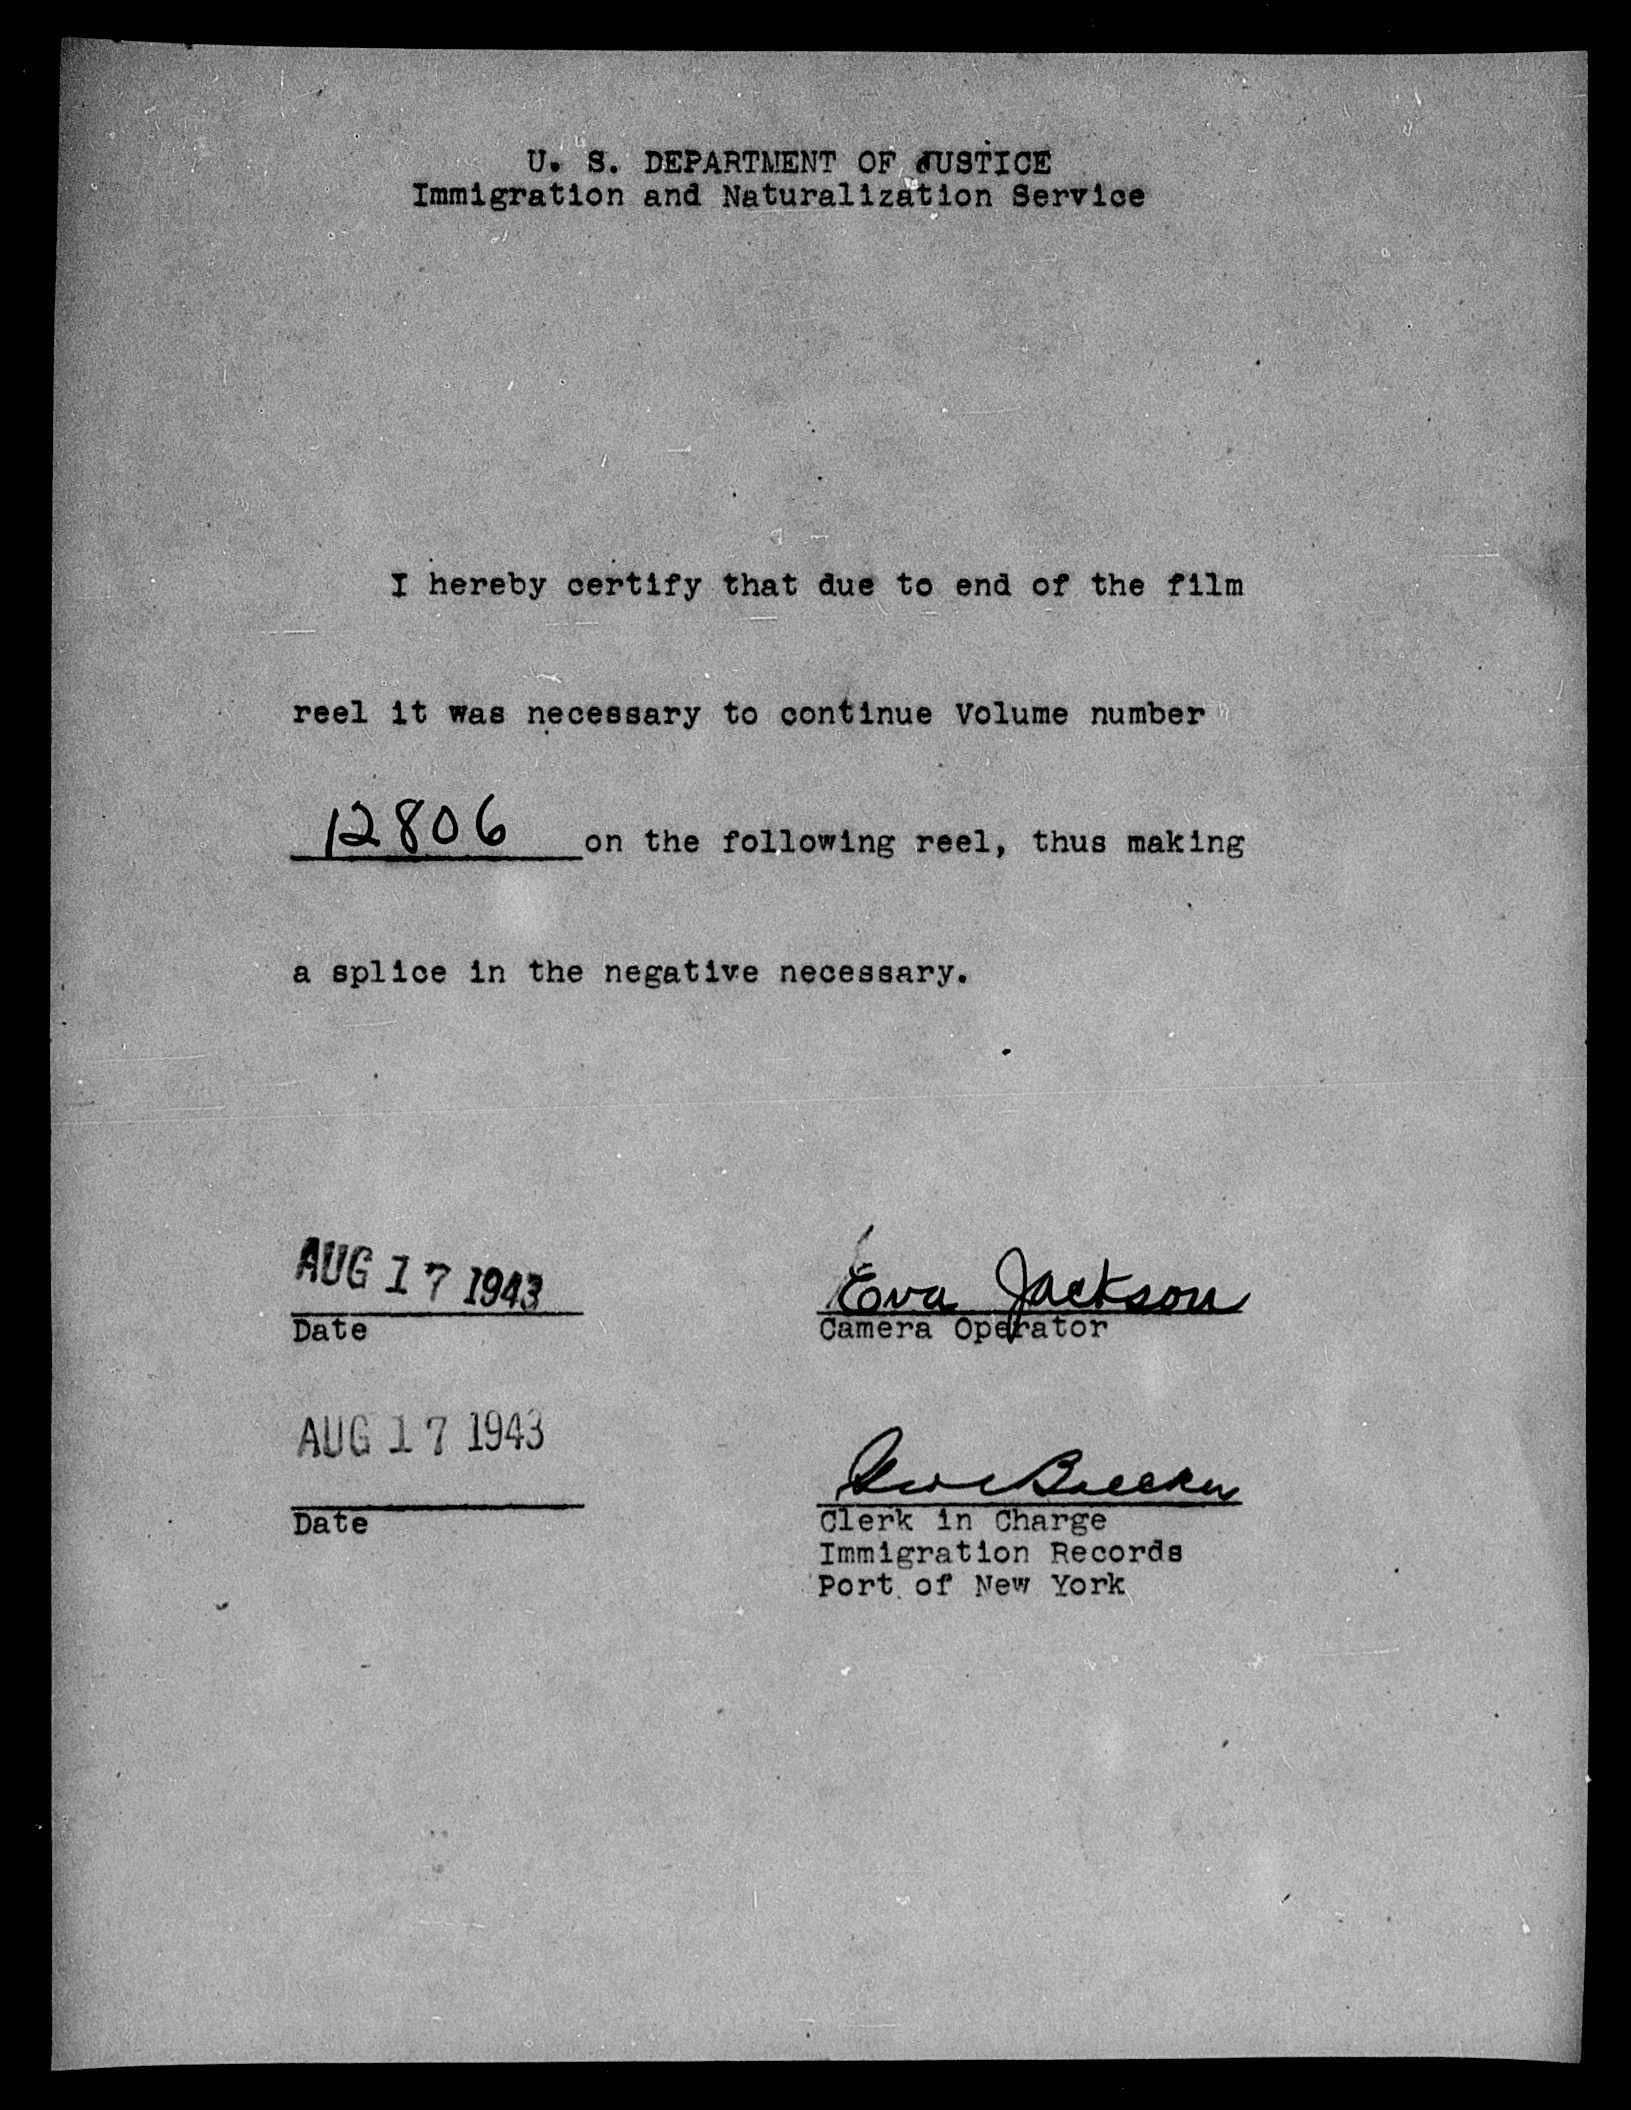 U. S. DEPARTMENT OF JUSTICE
Immigration and Naturalization Service
I hereby certify that due to end of the film
reel it was necessary to continue Volume number
12806 on the following reel, thus making
a splice in the negative necessary.
AUG 17 1943
Date
Eva Jackson
Camera Operator
AUG 17 1943
Date
Clerk in Charge
Immigration Records
Port of New York